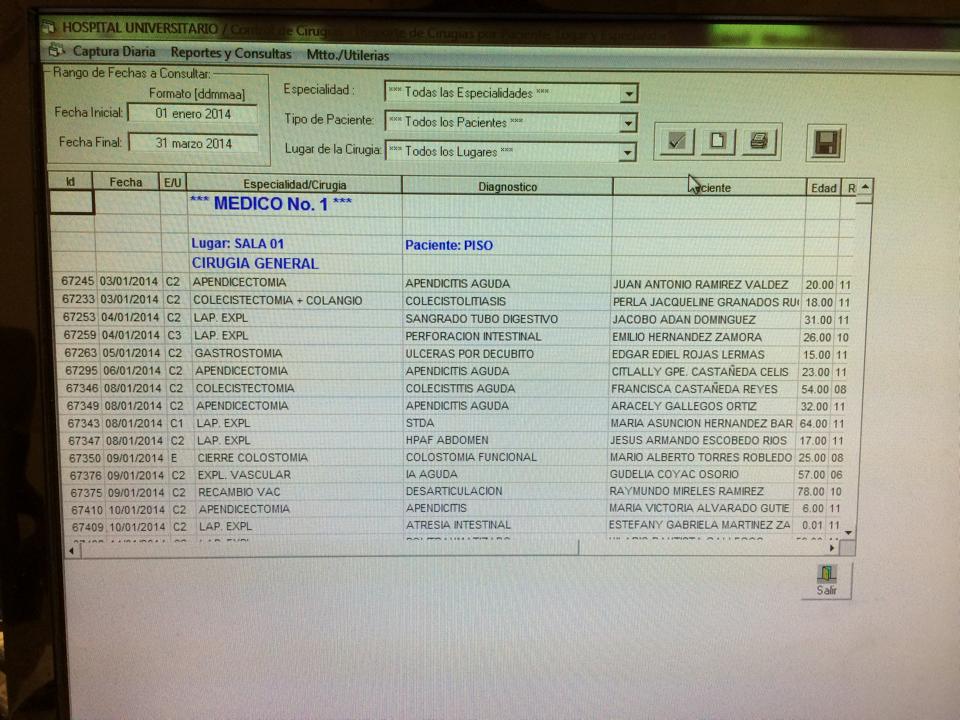 HOSPITAL UNIVERSITARIO / Control de Cirugias - [Reporte de Cirugias por Paciente, Lugar y Especialidad
Captura Diaria Reportes y Consultas Mtto./Utilerias
Rango de Fechas a Consultar:
Formato [ddmmaa]
Fecha Inicial: 01 enero 2014
Fecha Final: 31 marzo 2014
Especialidad : *** Todas las Especialidades ***
Tipo de Paciente: *** Todos los Pacientes ***
Lugar de la Cirugia: *** Todos los Lugares ***
Id Fecha E/U Especialidad/Cirugia Diagnostico ciente Edad R
*** MEDICO No. 1 ***
Lugar: SALA 01 Paciente: PISO
CIRUGIA GENERAL
67245 03/01/2014 C2 APENDICECTOMIA APENDICITIS AGUDA JUAN ANTONIO RAMIREZ VALDEZ 20.00 11
67233 03/01/2014 C2 COLECISTECTOMIA + COLANGIO COLECISTOLITIASIS PERLA JACQUELINE GRANADOS RU 18.00 11
67253 04/01/2014 C2 LAP. EXPL SANGRADO TUBO DIGESTIVO JACOBO ADAN DOMINGUEZ 31.00 11
67259 04/01/2014 C3 LAP. EXPL PERFORACION INTESTINAL EMILIO HERNANDEZ ZAMORA 26.00 10
67263 05/01/2014 C2 GASTROSTOMIA ULCERAS POR DECUBITO EDGAR EDIEL ROJAS LERMAS 15.00 11
67295 06/01/2014 C2 APENDICECTOMIA APENDICITIS AGUDA CITLALLY GPE. CASTAÑEDA CELIS 23.00 11
67346 08/01/2014 C2 COLECISTECTOMIA COLECISTITIS AGUDA FRANCISCA CASTAÑEDA REYES 54.00 08
67349 08/01/2014 C2 APENDICECTOMIA APENDICITIS AGUDA ARACELY GALLEGOS ORTIZ 32.00 11
67343 08/01/2014 C1 LAP. EXPL STDA MARIA ASUNCION HERNANDEZ BAR 64.00 11
67347 08/01/2014 C2 LAP. EXPL HPAF ABDOMEN JESUS ARMANDO ESCOBEDO RIOS 17.00 11
67350 09/01/2014 E CIERRE COLOSTOMIA COLOSTOMIA FUNCIONAL MARIO ALBERTO TORRES ROBLEDO 25.00 08
67376 09/01/2014 C2 EXPL. VASCULAR IA AGUDA GUDELIA COYAC OSORIO 57.00 06
67375 09/01/2014 C2 RECAMBIO VAC DESARTICULACION RAYMUNDO MIRELES RAMIREZ 78.00 10
67410 10/01/2014 C2 APENDICECTOMIA APENDICITIS MARIA VICTORIA ALVARADO GUTIE 6.00 11
67409 10/01/2014 C2 LAP. EXPL ATRESIA INTESTINAL ESTEFANY GABRIELA MARTINEZ ZA 0.01 11
Salir